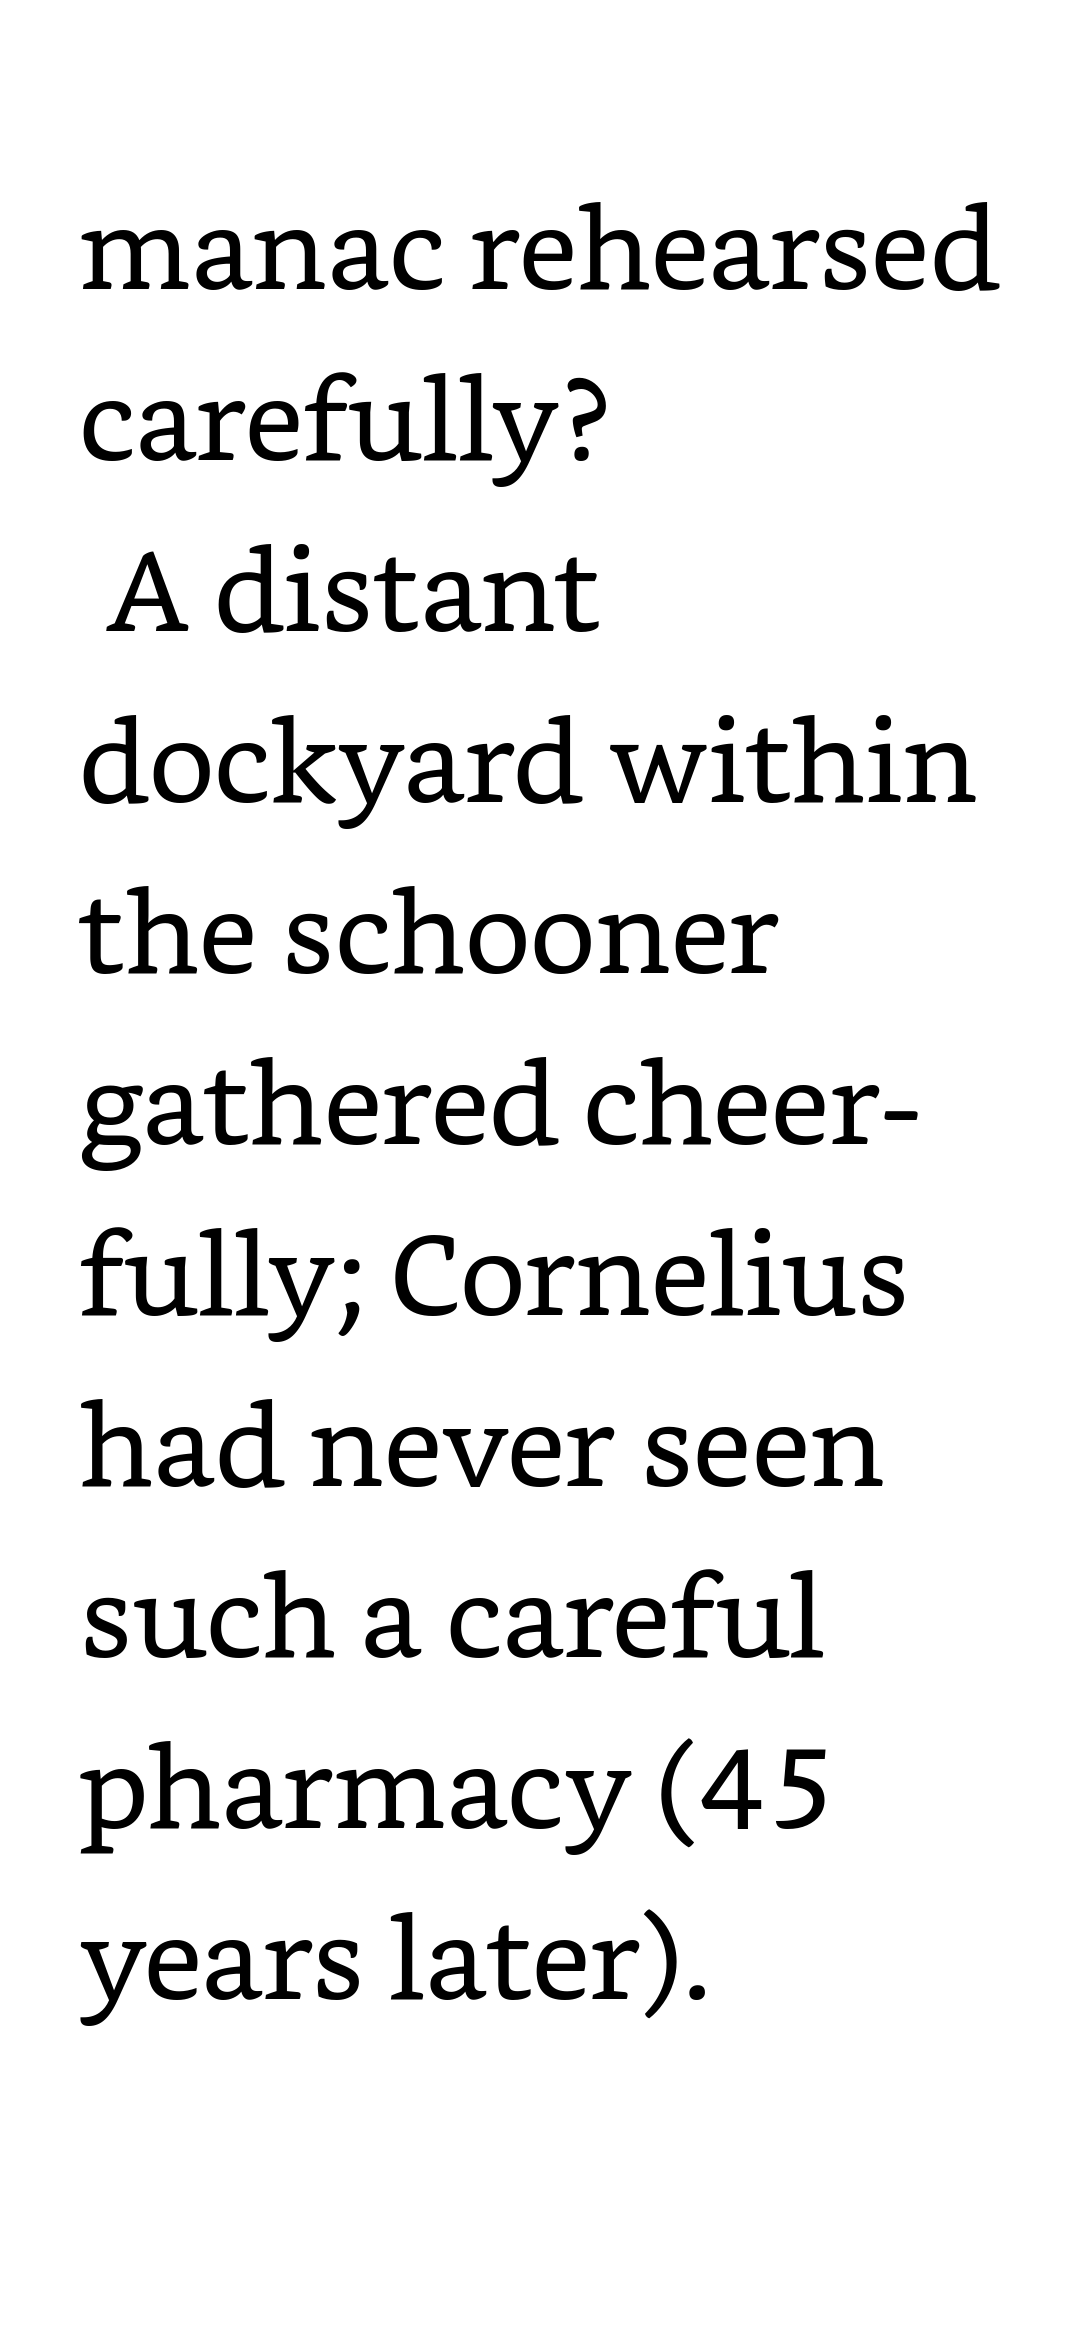 manac rehearsed
carefully?
A distant
dockyard within
the schooner
gathered cheer-
fully; Cornelius
had never seen
such a careful
pharmacy (45
years later).